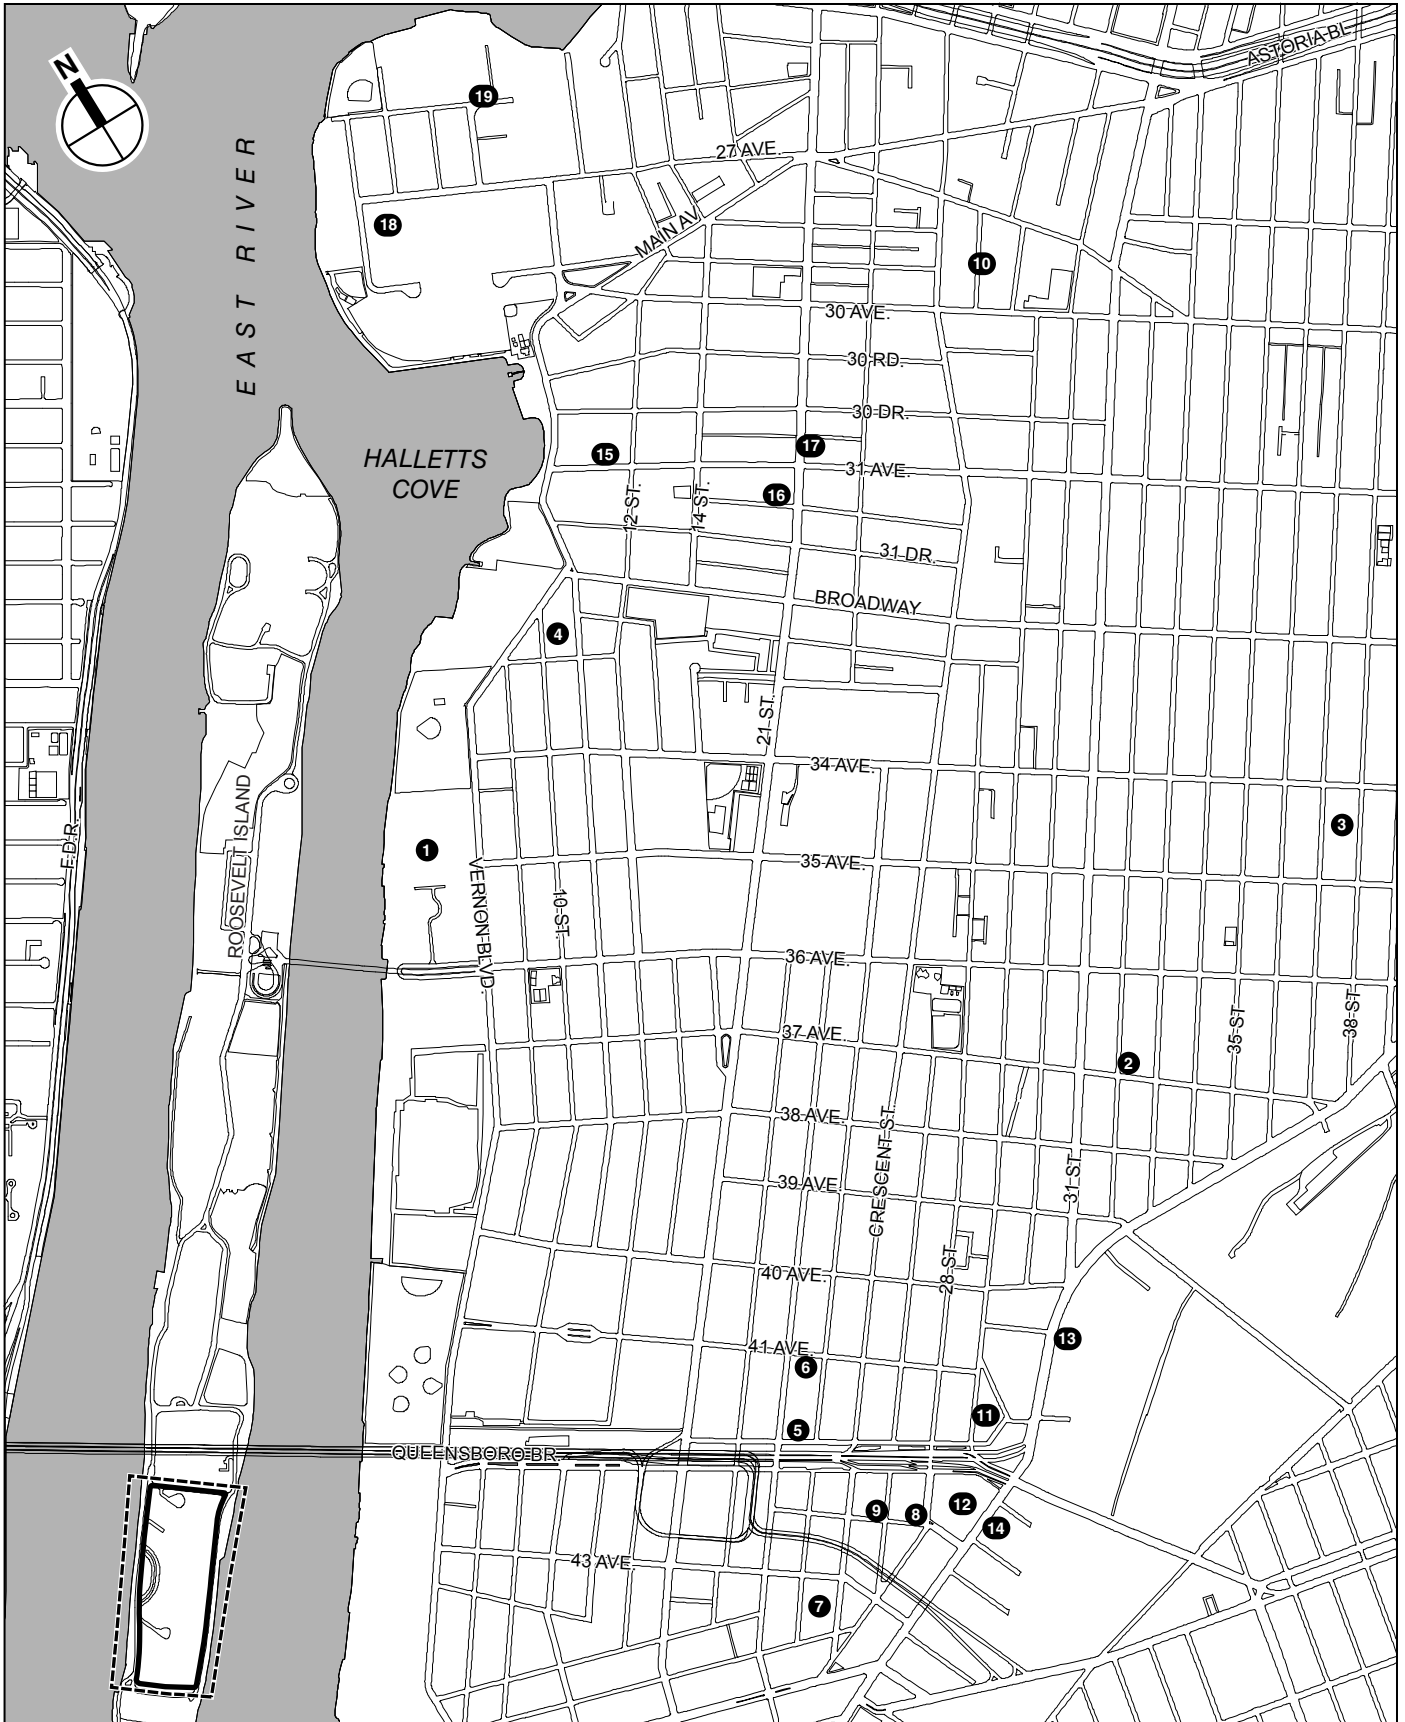 ASTORIA BL
N
19
27 AVE.
EAST RIVER
18
MAIN AV
10
30 AVE.
30 RD.
30 DR.
HALLETTS
COVE
15
17
31 AVE.
16
12 ST.
14 ST.
31 DR.
BROADWAY
4
21 ST.
34 AVE.
3
1
ROOSEVELT ISLAND
F.D.R.
35 AVE.
VERNON BLVD.
10 ST.
36 AVE.
35 ST
38 ST
37 AVE.
2
38 AVE.
CRESCENT ST.
31 ST
39 AVE.
28 ST
40 AVE.
13
41 AVE.
6
11
5
QUEENSBORO BR.
9
8
12
14
43 AVE.
7